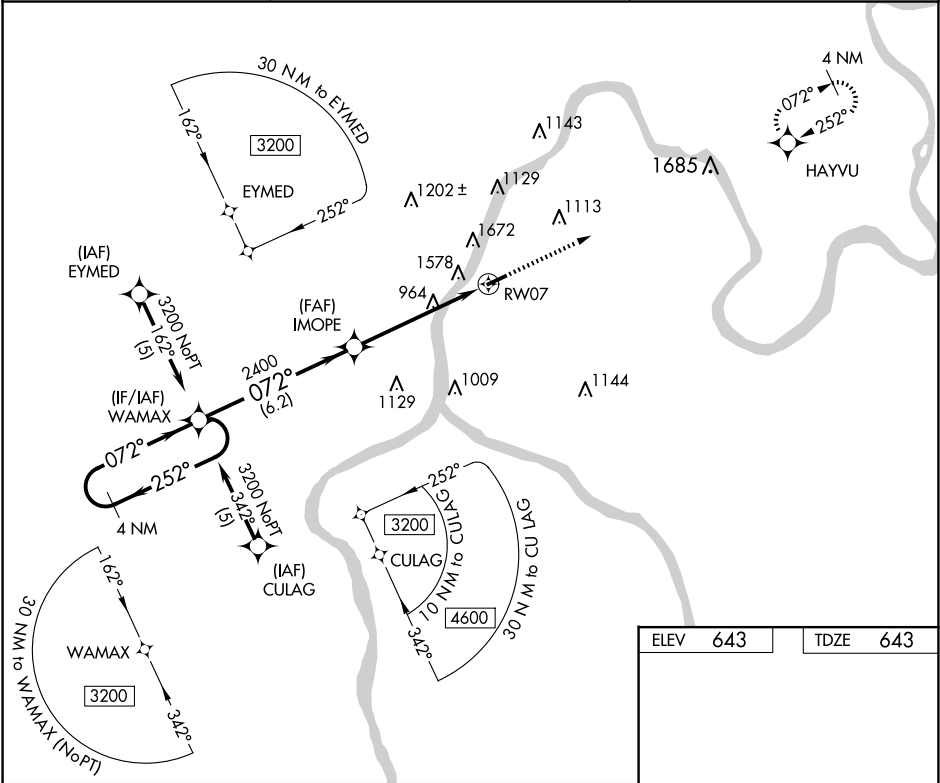 30 NM to EYMED
162°
3200
EYMED
252°
4 NM
072°
252°
HAYVU
1143
1685
1202 ±
1129
1113
1672
1578
964
RW07
(IAF)
EYMED
3200 NoPT
162°
(5)
(FAF)
IMOPE
2400
072°
(6.2)
(IF/IAF)
WAMAX
1129
1009
1144
072°
252°
4 NM
3200 NoPT
342°
(5)
(IAF)
CULAG
252°
3200
CULAG
10 NM to CULAG
4600
30 NM to CULAG
342°
162°
WAMAX
3200
30 NM to WAMAX (NoPT)
342°
ELEV 643
TDZE 643